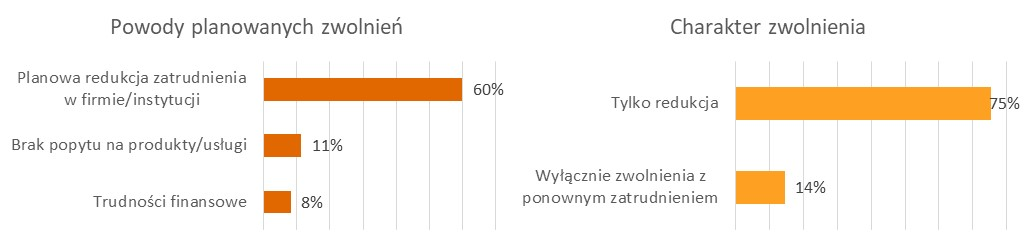 Powody planowanych zwolnień
Planowa redukcja zatrudnienia
w firmie/instytucji
60%
Brak popytu na produkty/usługi
11%
Trudności finansowe
8%
Charakter zwolnienia
Tylko redukcja
75%
Wyłącznie zwolnienia z
ponownym zatrudnieniem
14%